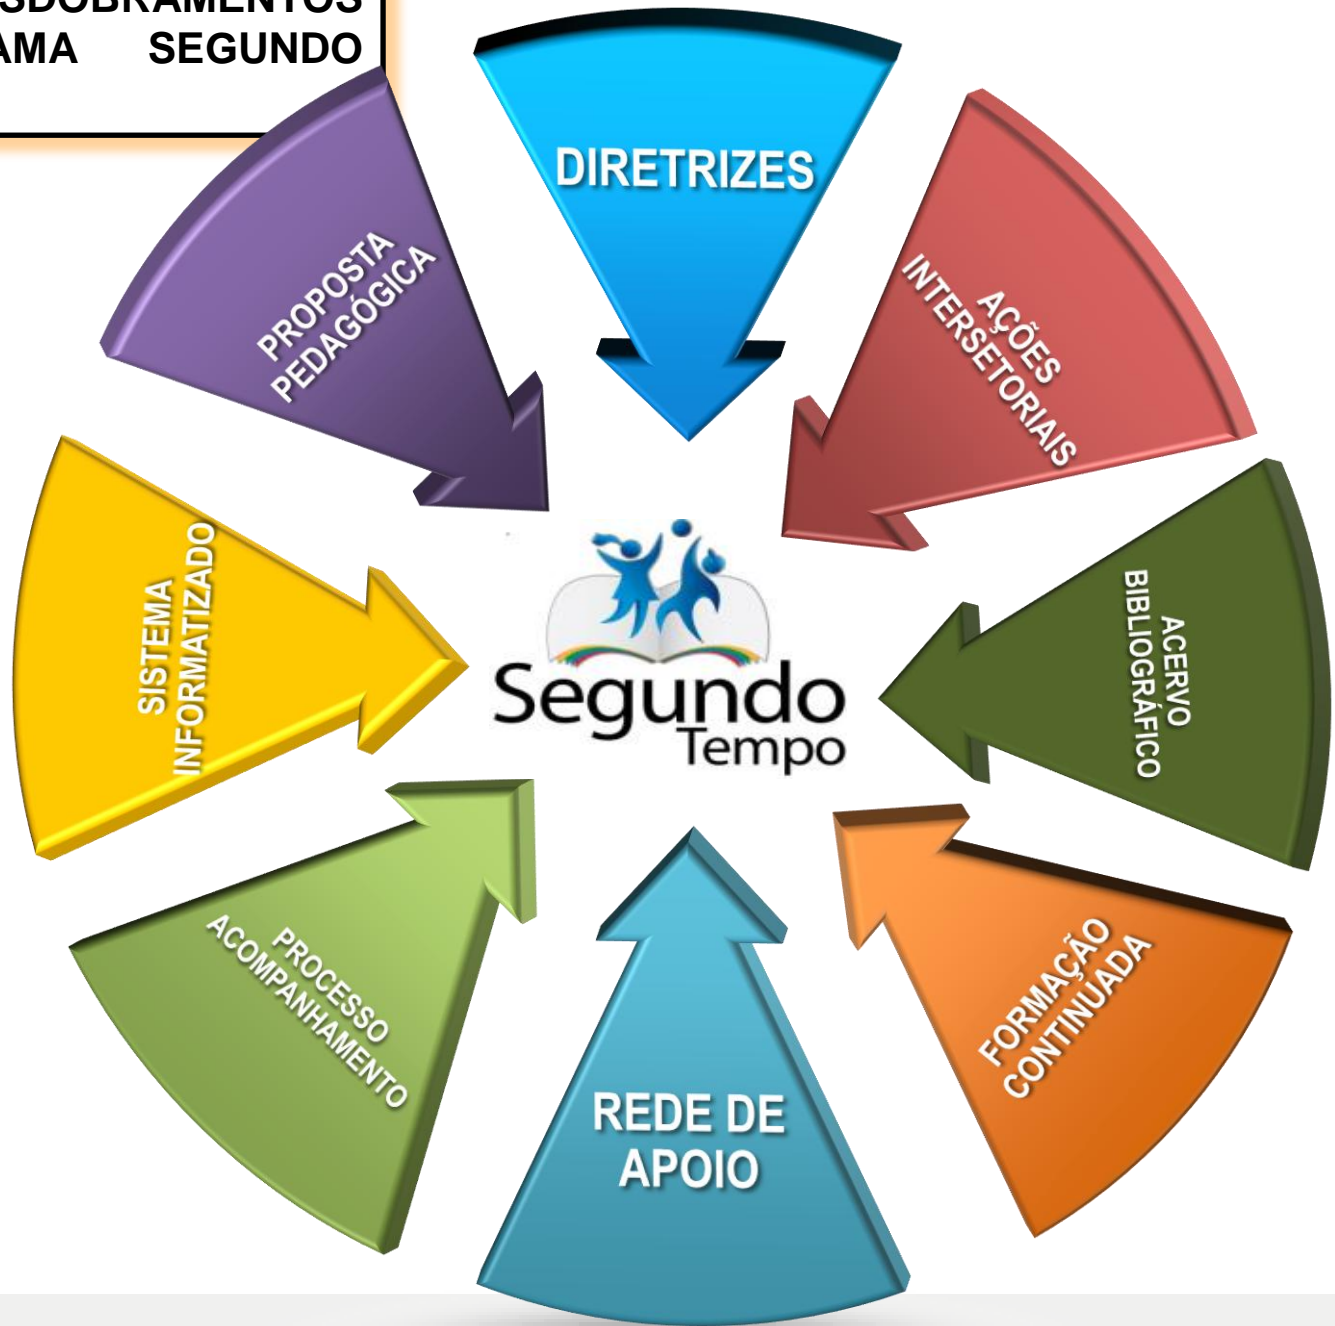 SDOBRAMENTOS
AMA SEGUNDO
DIRETRIZES
AÇÕES
INTERSETORIAIS
ACERVO
BIBLIOGRÁFICO
FORMAÇÃO
CONTINUADA
REDE DE
APOIO
PROCESSO
ACOMPANHAMENTO
SISTEMA
INFORMATIZADO
PROPOSTA
PEDAGÓGICA
Segundo
Tempo